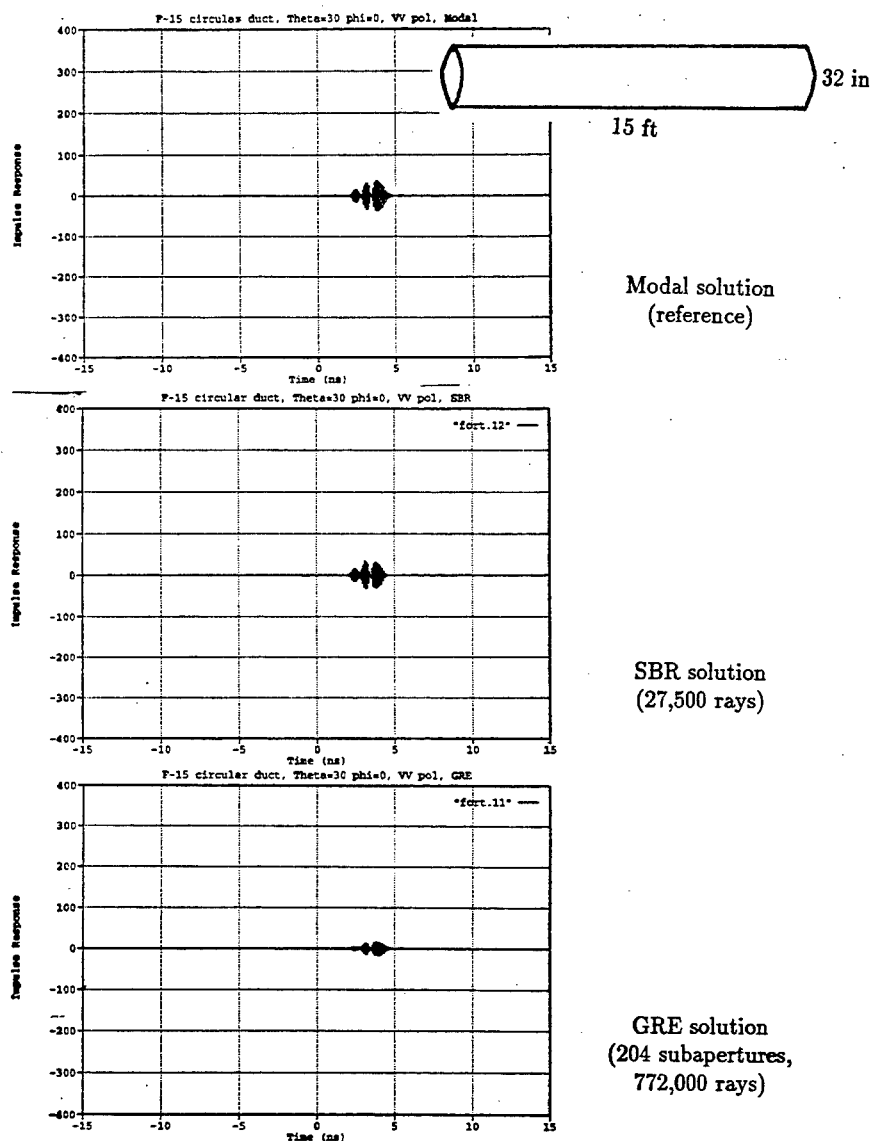 F-15 circular duct, Theta=30 phi=0, VV pol, Modal
400
300
200
100
0
-100
-200
-300
-400
-15
-10
-5
0
5
10
15
Impulse Response
Time (ns)
32 in
15 ft
Modal solution
(reference)
F-15 circular duct, Theta=30 phi=0, VV pol, SBR
400
300
200
100
0
-100
-200
-300
-400
-15
-10
-5
0
5
10
15
Impulse Response
Time (ns)
"fort.12"
SBR solution
(27,500 rays)
F-15 circular duct, Theta=30 phi=0, VV pol, GRE
400
300
200
100
0
-100
-200
-300
-400
-15
-10
-5
0
5
10
15
Impulse Response
Time (ns)
"fort.11"
GRE solution
(204 subapertures,
772,000 rays)